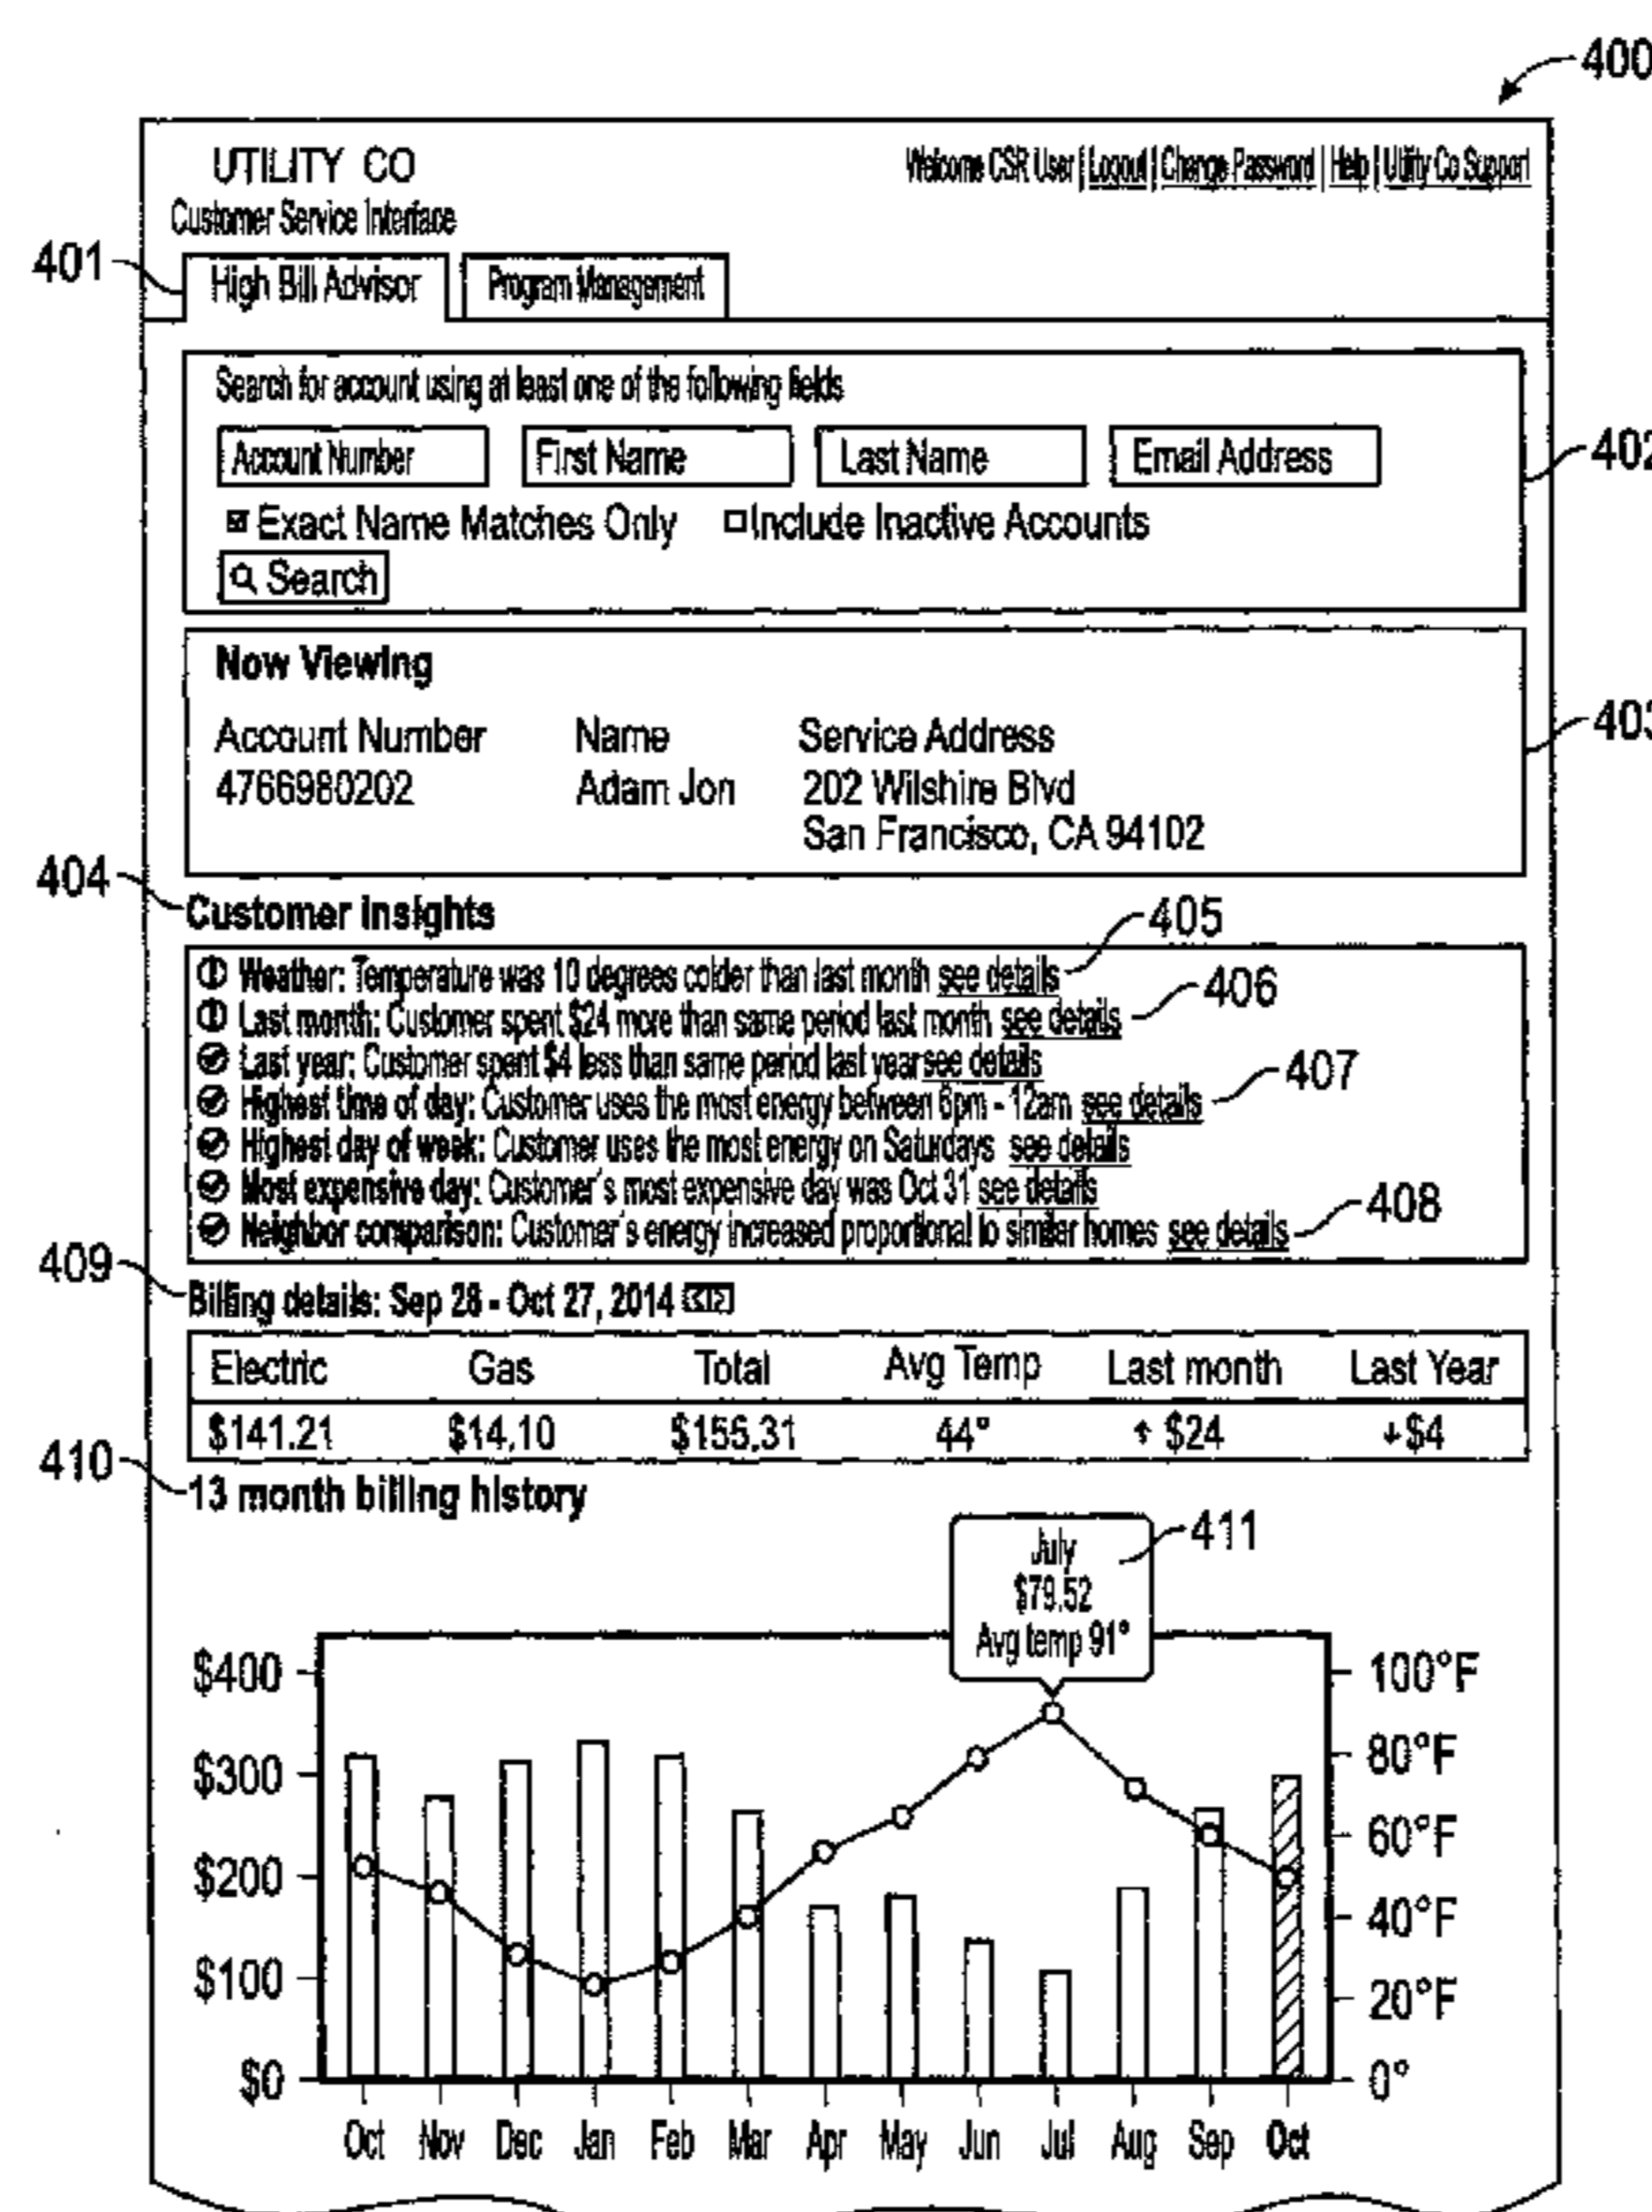 400
UTILITY CO
Welcome CSR User | Logout | Change Password | Help | Utility Co Support
Customer Service Interface
401
High Bill Advisor
Program Management
Search for account using at least one of the following fields
Account Number
First Name
Last Name
Email Address
402
Exact Name Matches Only
Include Inactive Accounts
Search
Now Viewing
403
Account Number Name Service Address
4766980202 Adam Jon 202 Wilshire Blvd
San Francisco, CA 94102
404
Customer insights
405
Weather: Temperature was 10 degrees colder than last month see details
406
Last month: Customer spent $24 more than same period last month see details
Last year: Customer spent $4 less than same period last year see details
407
Highest time of day: Customer uses the most energy between 6pm - 12am see details
Highest day of week: Customer uses the most energy on Saturdays see details
Most expensive day: Customer's most expensive day was Oct 31 see details
408
Neighbor comparison: Customer's energy increased proportional to similar homes see details
409
Billing details: Sep 28 - Oct 27, 2014 < | >
Electric Gas Total Avg Temp Last month Last Year
$141.21 $14.10 $155.31 44° ↑ $24 ↓ $4
410
13 month billing history
411
July
$79.52
Avg temp 91°
$400
$300
$200
$100
$0
100°F
80°F
60°F
40°F
20°F
0°
Oct Nov Dec Jan Feb Mar Apr May Jun Jul Aug Sep Oct